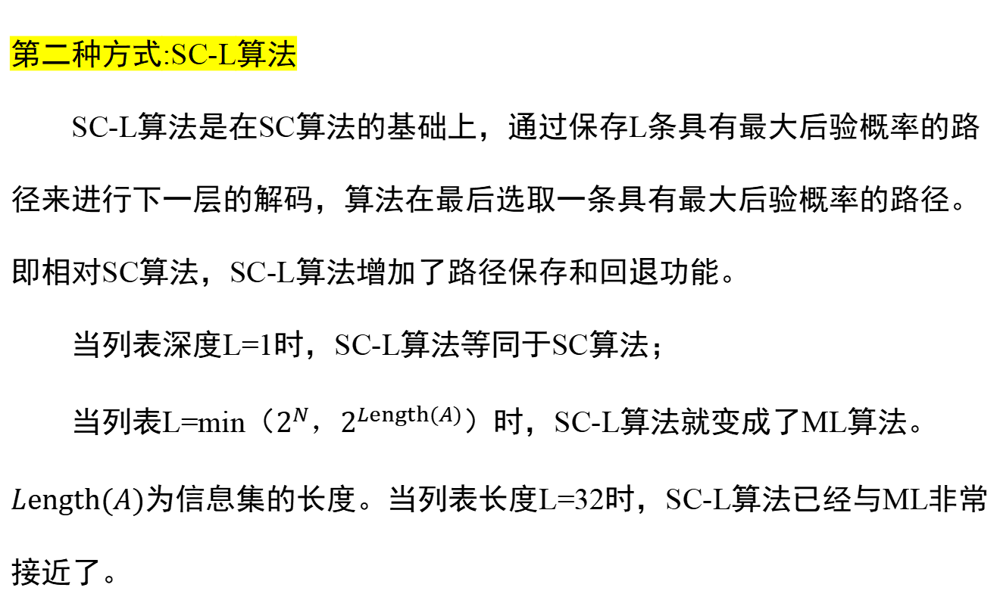 第二种方式:SC-L算法
SC-L算法是在SC算法的基础上，通过保存L条具有最大后验概率的路
径来进行下一层的解码，算法在最后选取一条具有最大后验概率的路径。
即相对SC算法，SC-L算法增加了路径保存和回退功能。
当列表深度L=1时，SC-L算法等同于SC算法；
当列表L=min（2^N，2^Length(A)）时，SC-L算法就变成了ML算法。
Length(A)为信息集的长度。当列表长度L=32时，SC-L算法已经与ML非常
接近了。